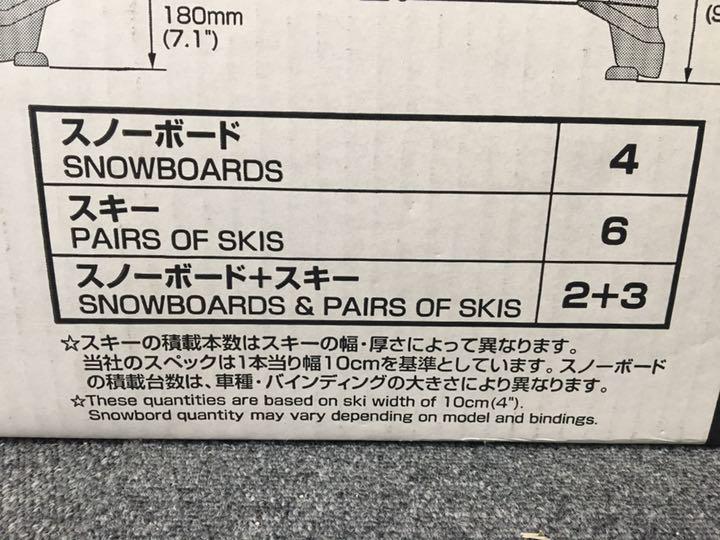 180mm
(7.1")
(9
スノーボード
SNOWBOARDS
4
スキー
PAIRS OF SKIS
6
スノーボード+スキー
SNOWBOARDS & PAIRS OF SKIS
2+3
☆スキーの積載本数はスキーの幅・厚さによって異なります。
当社のスペックは1本当り幅10cmを基準としています。スノーボード
の積載台数は、車種・バインディングの大きさにより異なります。
☆These quantities are based on ski width of 10cm(4").
Snowbord quantity may vary depending on model and bindings.